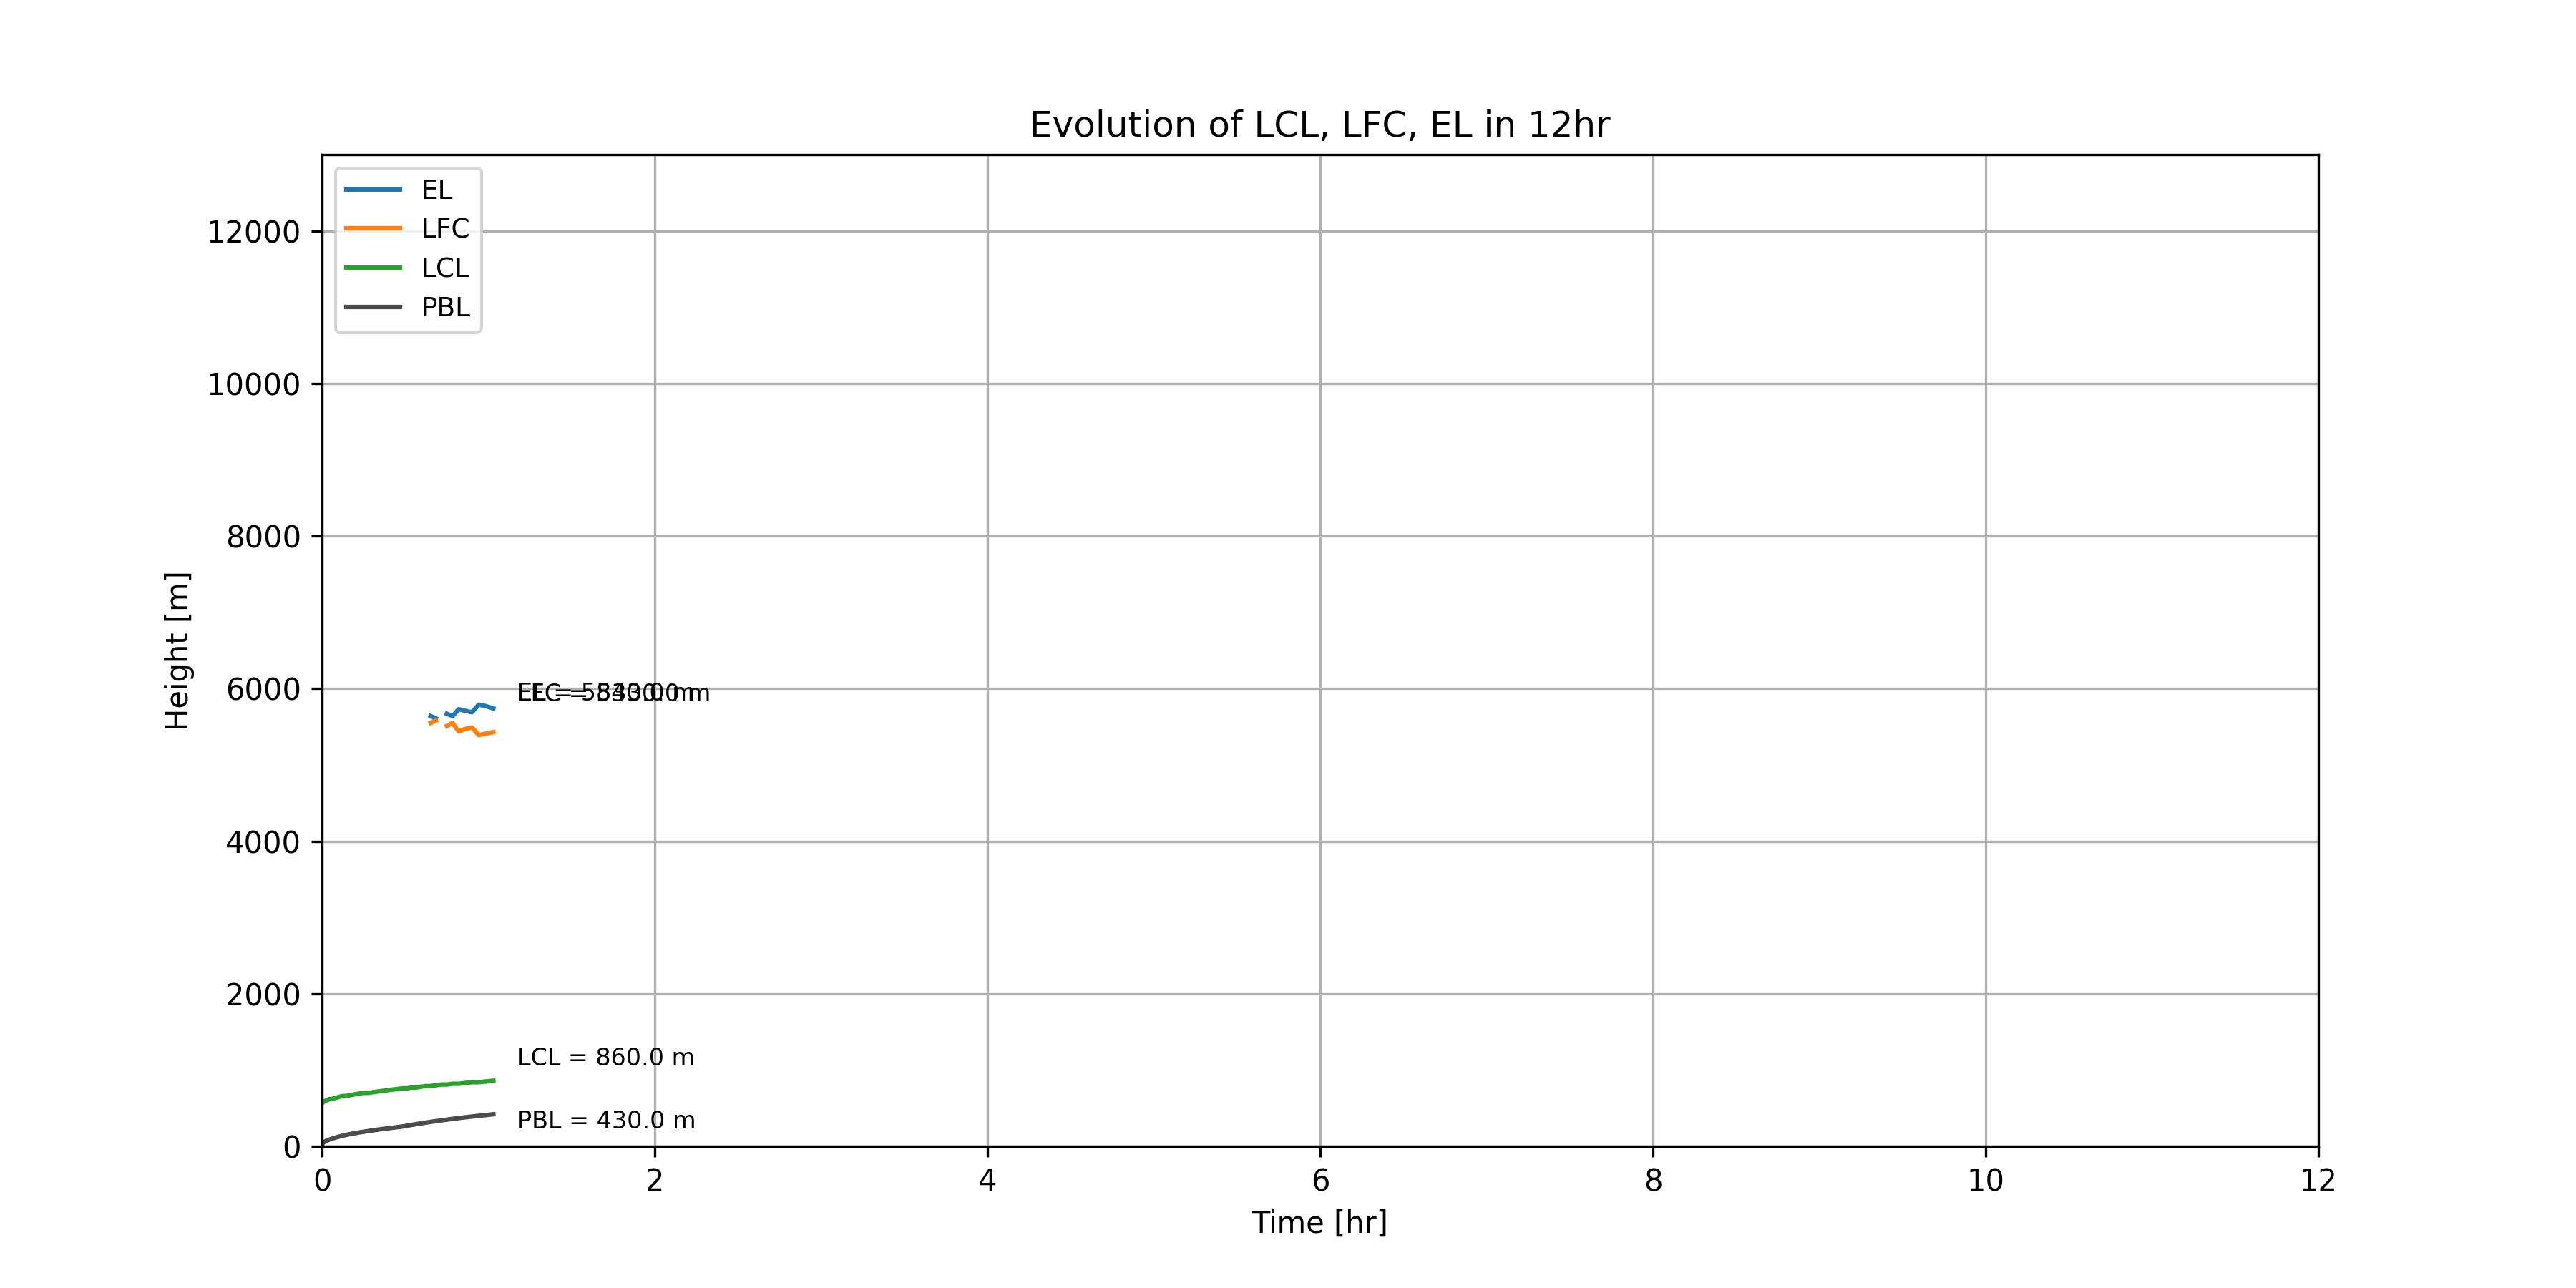 Evolution of LCL, LFC, EL in 12hr
EL
LFC
LCL
PBL
12000
10000
8000
6000
4000
2000
0
Height [m]
LCL = 860.0 m
PBL = 430.0 m
0 2 4 6 8 10 12
Time [hr]